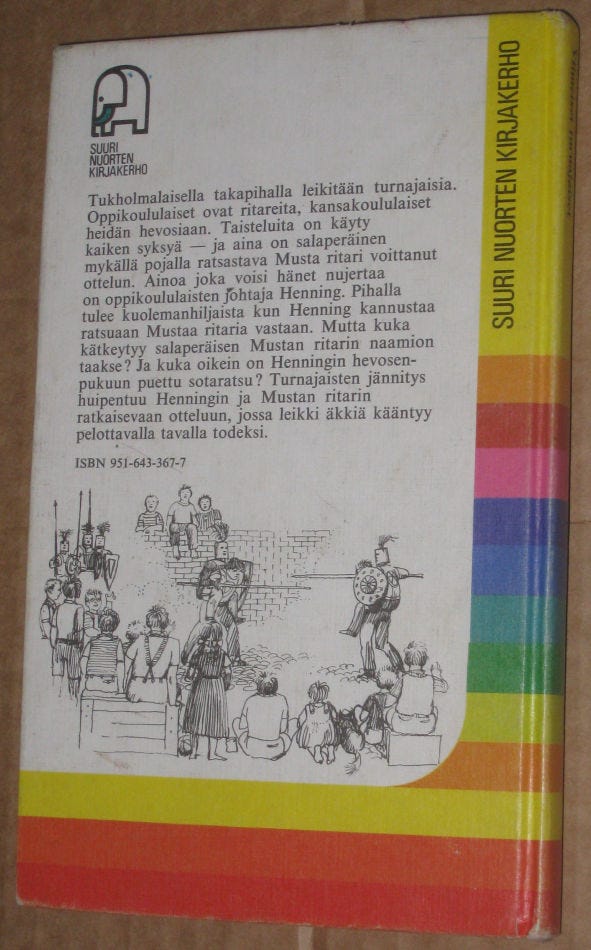 SUURI
NUORTEN
KIRJAKERHO
Tukholmalaisella takapihalla leikitään turnajaisia.
Oppikoululaiset ovat ritareita, kansakoululaiset
heidän hevosiaan. Taisteluita on käyty
kaiken syksyä — ja aina on salaperäinen
mykällä pojalla ratsastava Musta ritari voittanut
ottelun. Ainoa joka voisi hänet nujertaa
on oppikoululaisten johtaja Henning. Pihalla
tulee kuolemanhiljaista kun Henning kannustaa
ratsuaan Mustaa ritaria vastaan. Mutta kuka
kätkeytyy salaperäisen Mustan ritarin naamion
taakse? Ja kuka oikein on Henningin hevosen-
pukuun puettu sotaratsu? Turnajaisten jännitys
huipentuu Henningin ja Mustan ritarin
ratkaisevaan otteluun, jossa leikki äkkiä kääntyy
pelottavalla tavalla todeksi.
ISBN 951-643-367-7
SUURI NUORTEN KIRJAKERHO